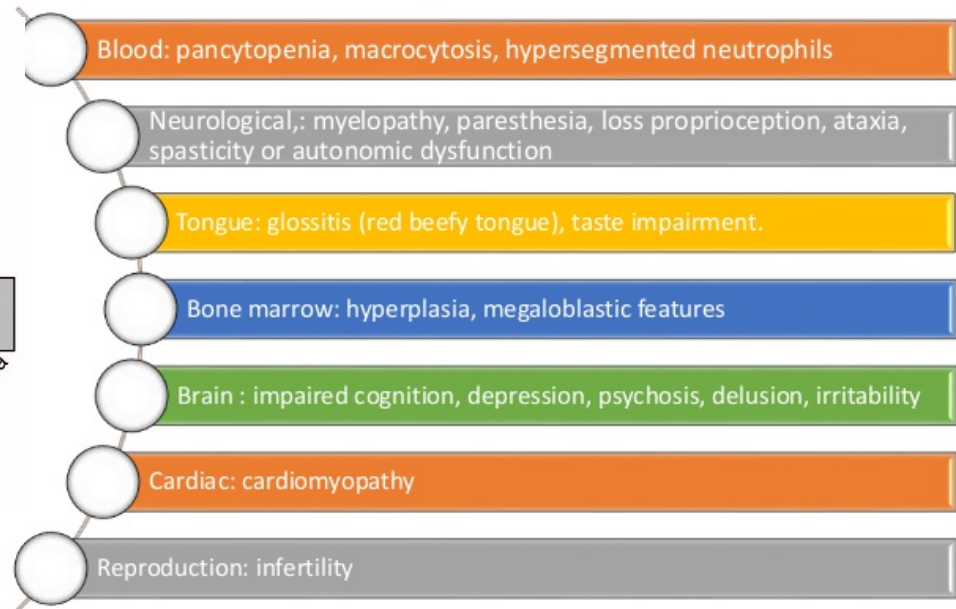 Blood: pancytopenia, macrocytosis, hypersegmented neutrophils
Neurological,: myelopathy, paresthesia, loss proprioception, ataxia,
spasticity or autonomic dysfunction
Tongue: glossitis (red beefy tongue), taste impairment.
Bone marrow: hyperplasia, megaloblastic features
Brain : impaired cognition, depression, psychosis, delusion, irritability
Cardiac: cardiomyopathy
Reproduction: infertility